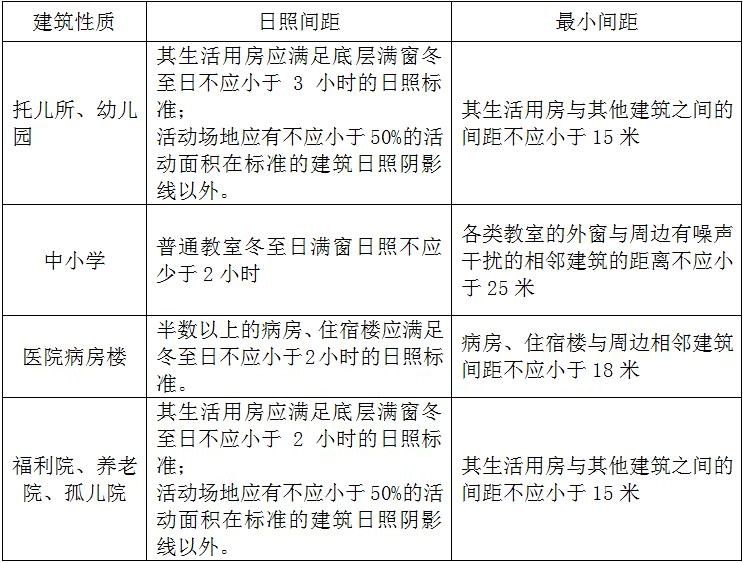 建筑性质
日照间距
最小间距
托儿所、幼儿
园
其生活用房应满足底层满窗冬
至日不应小于 3 小时的日照标
准；
活动场地应有不应小于50%的活
动面积在标准的建筑日照阴影
线以外。
其生活用房与其他建筑之间的
间距不应小于15米
中小学
普通教室冬至日满窗日照不应
少于2小时
各类教室的外窗与周边有噪声
干扰的相邻建筑的距离不应小
于25米
医院病房楼
半数以上的病房、住宿楼应满足
冬至日不应小于2小时的日照标
准。
病房、住宿楼与周边相邻建筑
间距不应小于18米
福利院、养老
院、孤儿院
其生活用房应满足底层满窗冬
至日不应小于 2 小时的日照标
准；
活动场地应有不应小于50%的活
动面积在标准的建筑日照阴影
线以外。
其生活用房与其他建筑之间的
间距不应小于15米